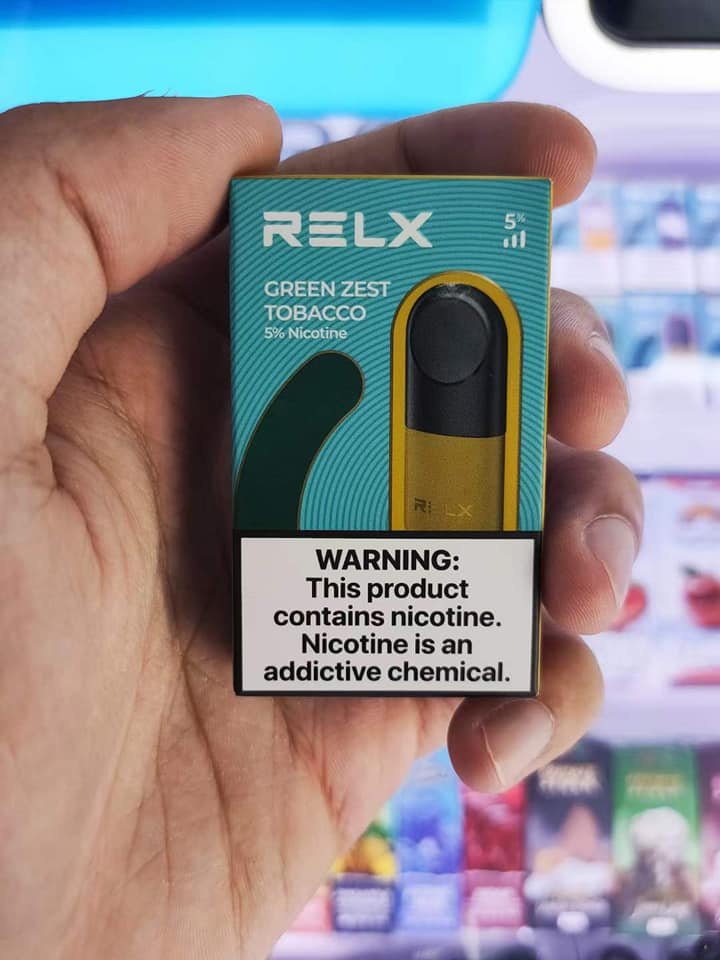 RELX
5%
GREEN ZEST
TOBACCO
5% Nicotine
RELX
WARNING:
This product
contains nicotine.
Nicotine is an
addictive chemical.